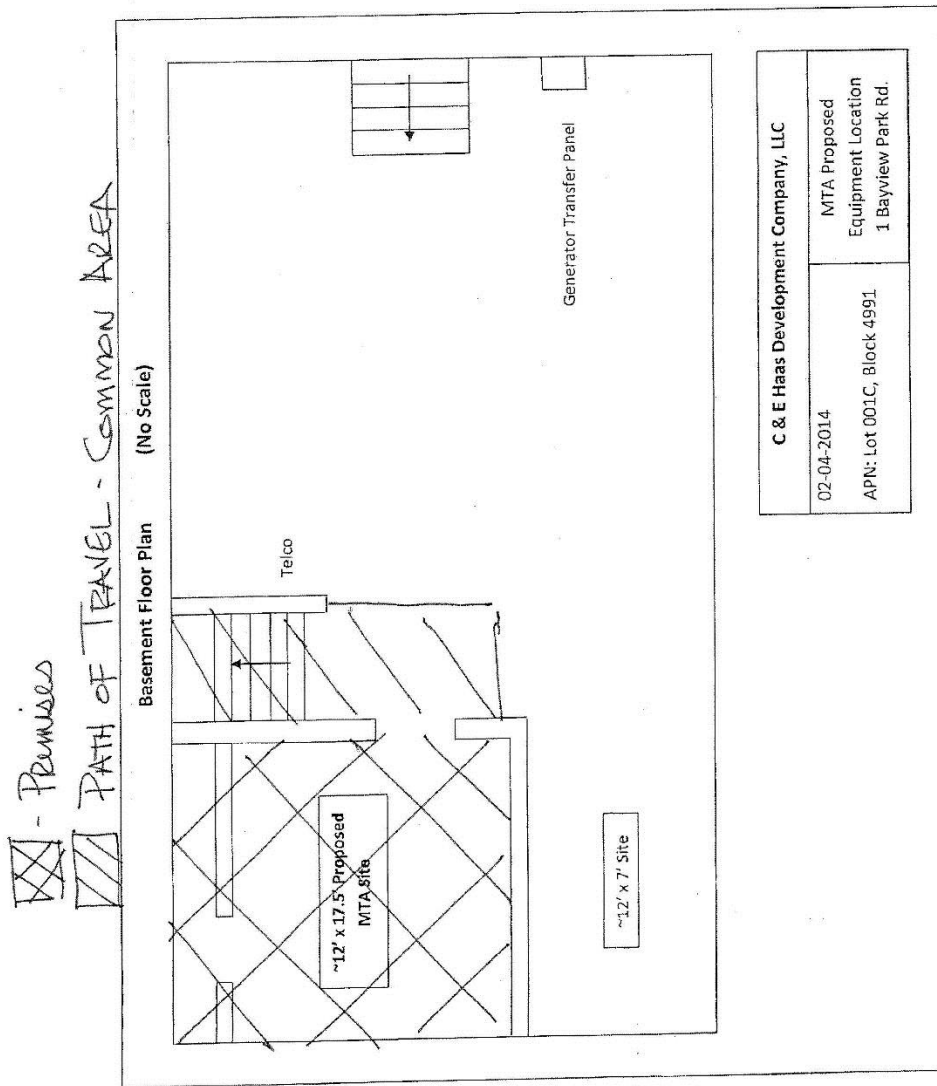 - Premises
PATH OF TRAVEL - COMMON AREA
Basement Floor Plan (No Scale)
Telco
~12' x 17.5' Proposed
MTA Site
~12' x 7' Site
Generator Transfer Panel
C & E Haas Development Company, LLC
02-04-2014
APN: Lot 001C, Block 4991
MTA Proposed
Equipment Location
1 Bayview Park Rd.